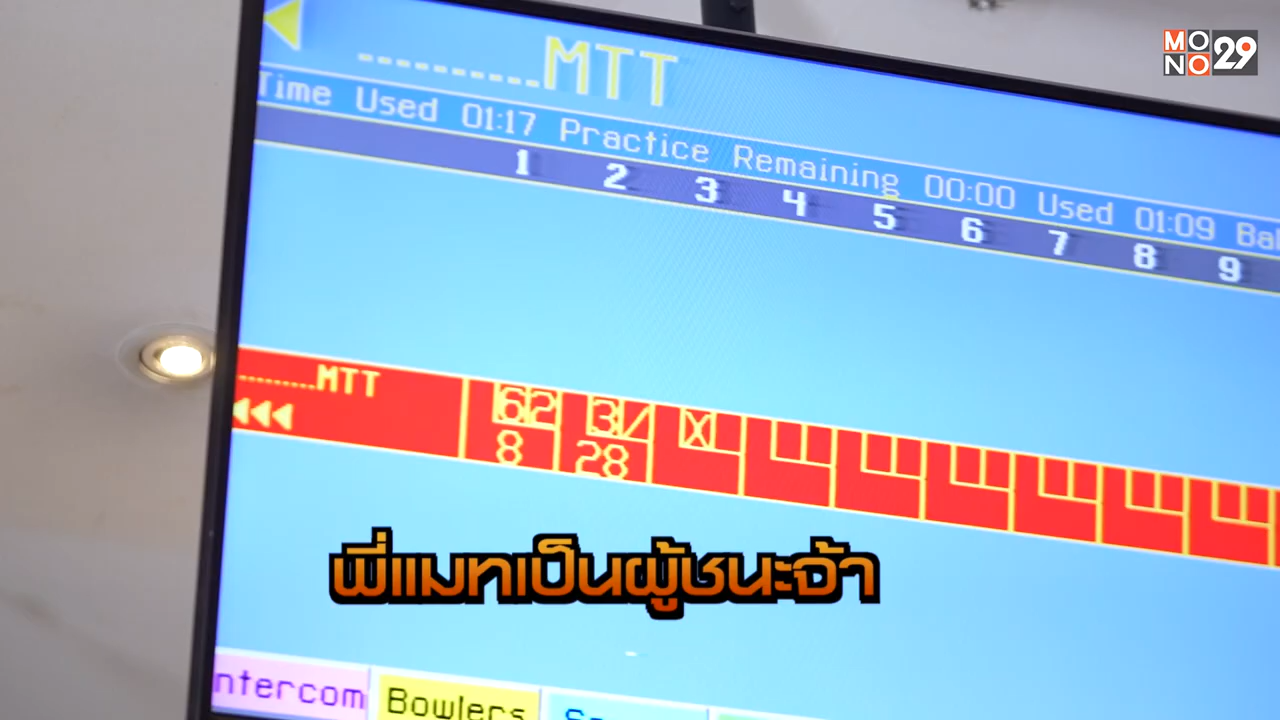 MONO 29
..........MTT
Time Used 01:17 Practice Remaining 00:00 Used 01:09
1 2 3 4 5 6 7 8 9
.........MTT
6 2 3 / X
8 28
พี่แมทเป็นผู้ชนะจ้า
ntercom Bowlers